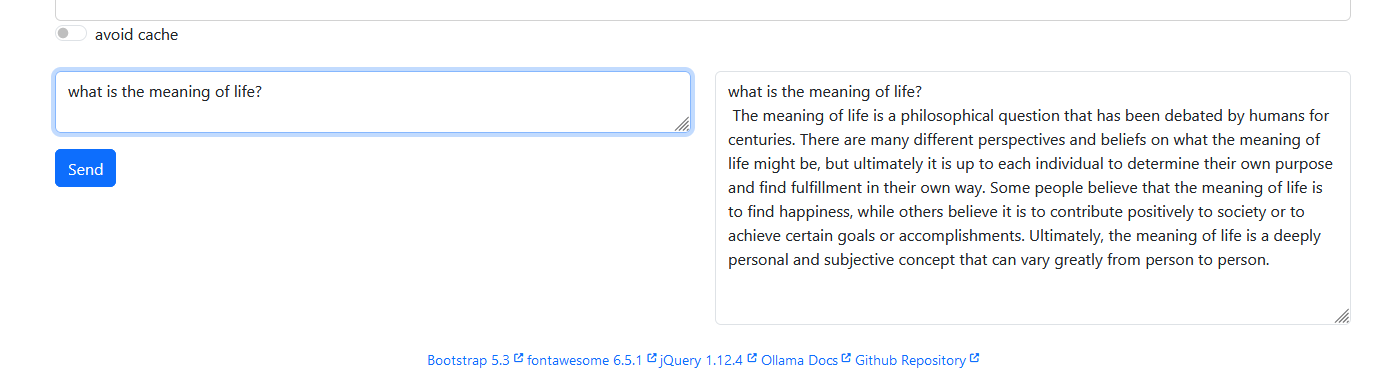 avoid cache
what is the meaning of life?
Send
what is the meaning of life?
The meaning of life is a philosophical question that has been debated by humans for
centuries. There are many different perspectives and beliefs on what the meaning of
life might be, but ultimately it is up to each individual to determine their own purpose
and find fulfillment in their own way. Some people believe that the meaning of life is
to find happiness, while others believe it is to contribute positively to society or to
achieve certain goals or accomplishments. Ultimately, the meaning of life is a deeply
personal and subjective concept that can vary greatly from person to person.
Bootstrap 5.3 fontawesome 6.5.1 jQuery 1.12.4 Ollama Docs Github Repository